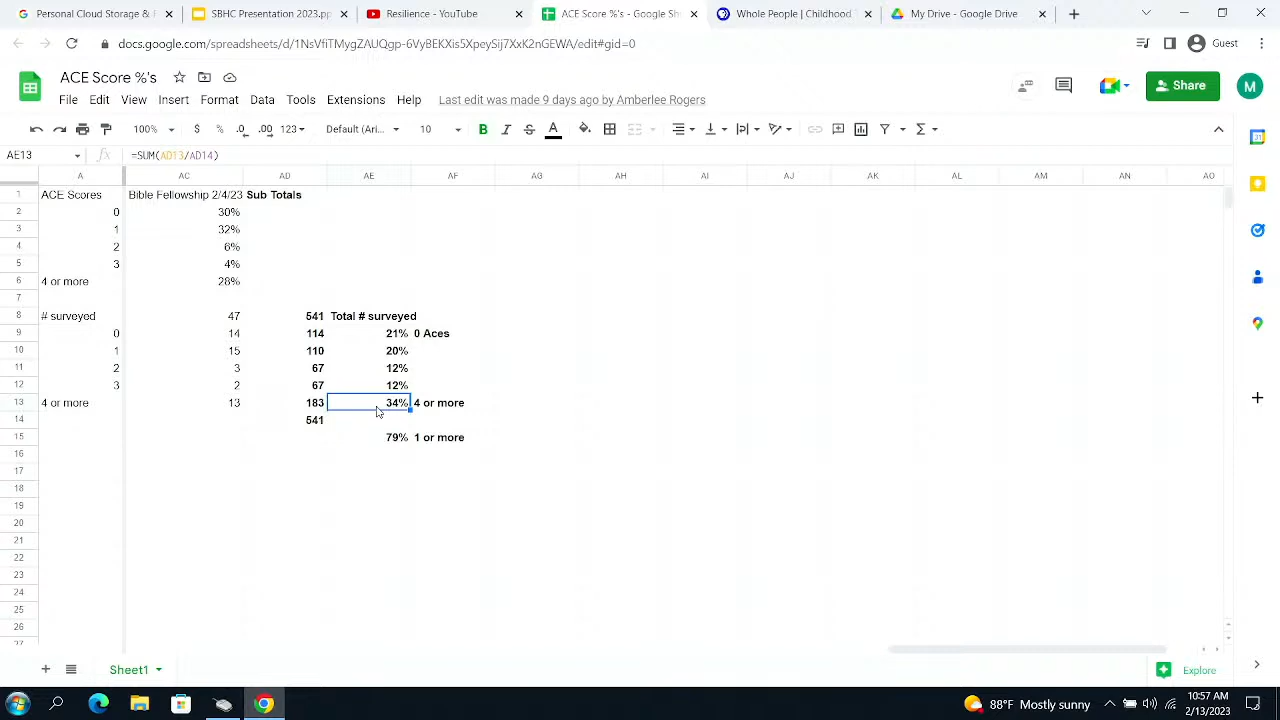 Personal Cloud Storage & F
SBHC Presentation 2023.pp
Resilience - YouTube
ACE Score %'s - Google She
Whole People | Childhood T
My Drive - Google Drive
docs.google.com/spreadsheets/d/1NsVfiTMygZAUQgp-6VyBEKXis5XpeySij7XxK2nGEWA/edit#gid=0
Guest
ACE Score %'s
File Edit View Insert Format Data Tools Extensions Help Last edit was made 9 days ago by Amberlee Rogers
Share
M
100% $ % .0 .00 123 Default (Ari... 10 B I S A
AE13 fx =SUM(AD13/AD14)
A AC AD AE AF AG AH AI AJ AK AL AM AN AO
1 ACE Scores Bible Fellowship 2/4/23 Sub Totals
2 0 30%
3 1 32%
4 2 6%
5 3 4%
6 4 or more 28%
7
8 # surveyed 47 541 Total # surveyed
9 0 14 114 21% 0 Aces
10 1 15 110 20%
11 2 3 67 12%
12 3 2 67 12%
13 4 or more 13 183 34% 4 or more
14 541
15 79% 1 or more
16
17
18
19
20
21
22
23
24
25
26
27
Sheet1
Explore
88°F Mostly sunny
10:57 AM
2/13/2023